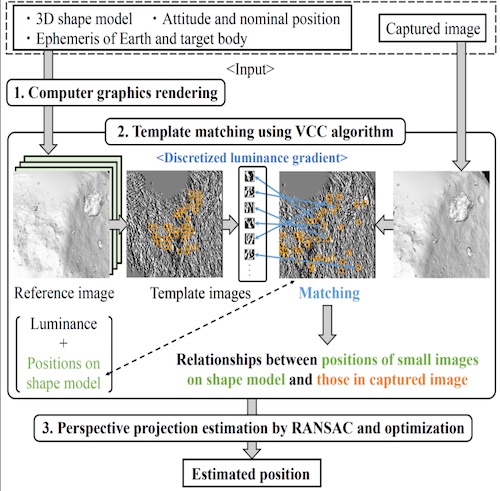 · 3D shape model · Attitude and nominal position
· Ephemeris of Earth and target body
Captured image
<Input>
1. Computer graphics rendering
2. Template matching using VCC algorithm
<Discretized luminance gradient>
Reference image
Template images
Matching
Luminance
+
Positions on
shape model
Relationships between positions of small images
on shape model and those in captured image
3. Perspective projection estimation by RANSAC and optimization
Estimated position